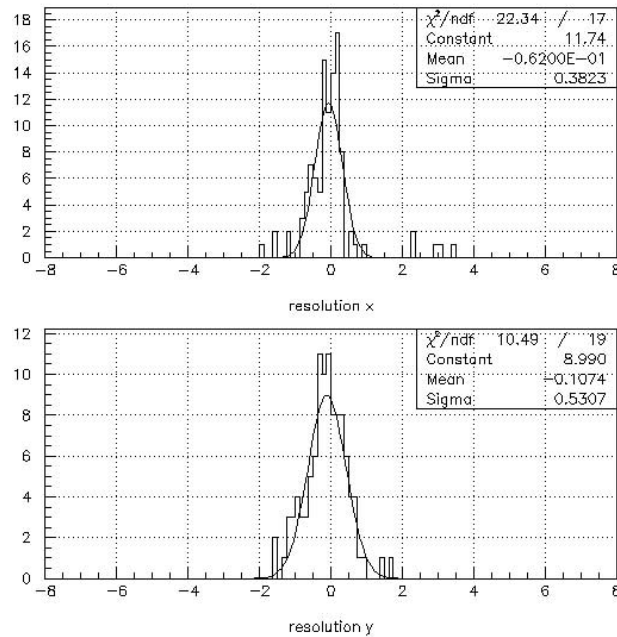 χ²/ndf 22.34 / 17
Constant 11.74
Mean -0.6200E-01
Sigma 0.3823
18
16
14
12
10
8
6
4
2
0
-8 -6 -4 -2 0 2 4 6 8
resolution x
χ²/ndf 10.49 / 19
Constant 8.990
Mean -0.1074
Sigma 0.5307
12
10
8
6
4
2
0
-8 -6 -4 -2 0 2 4 6 8
resolution y